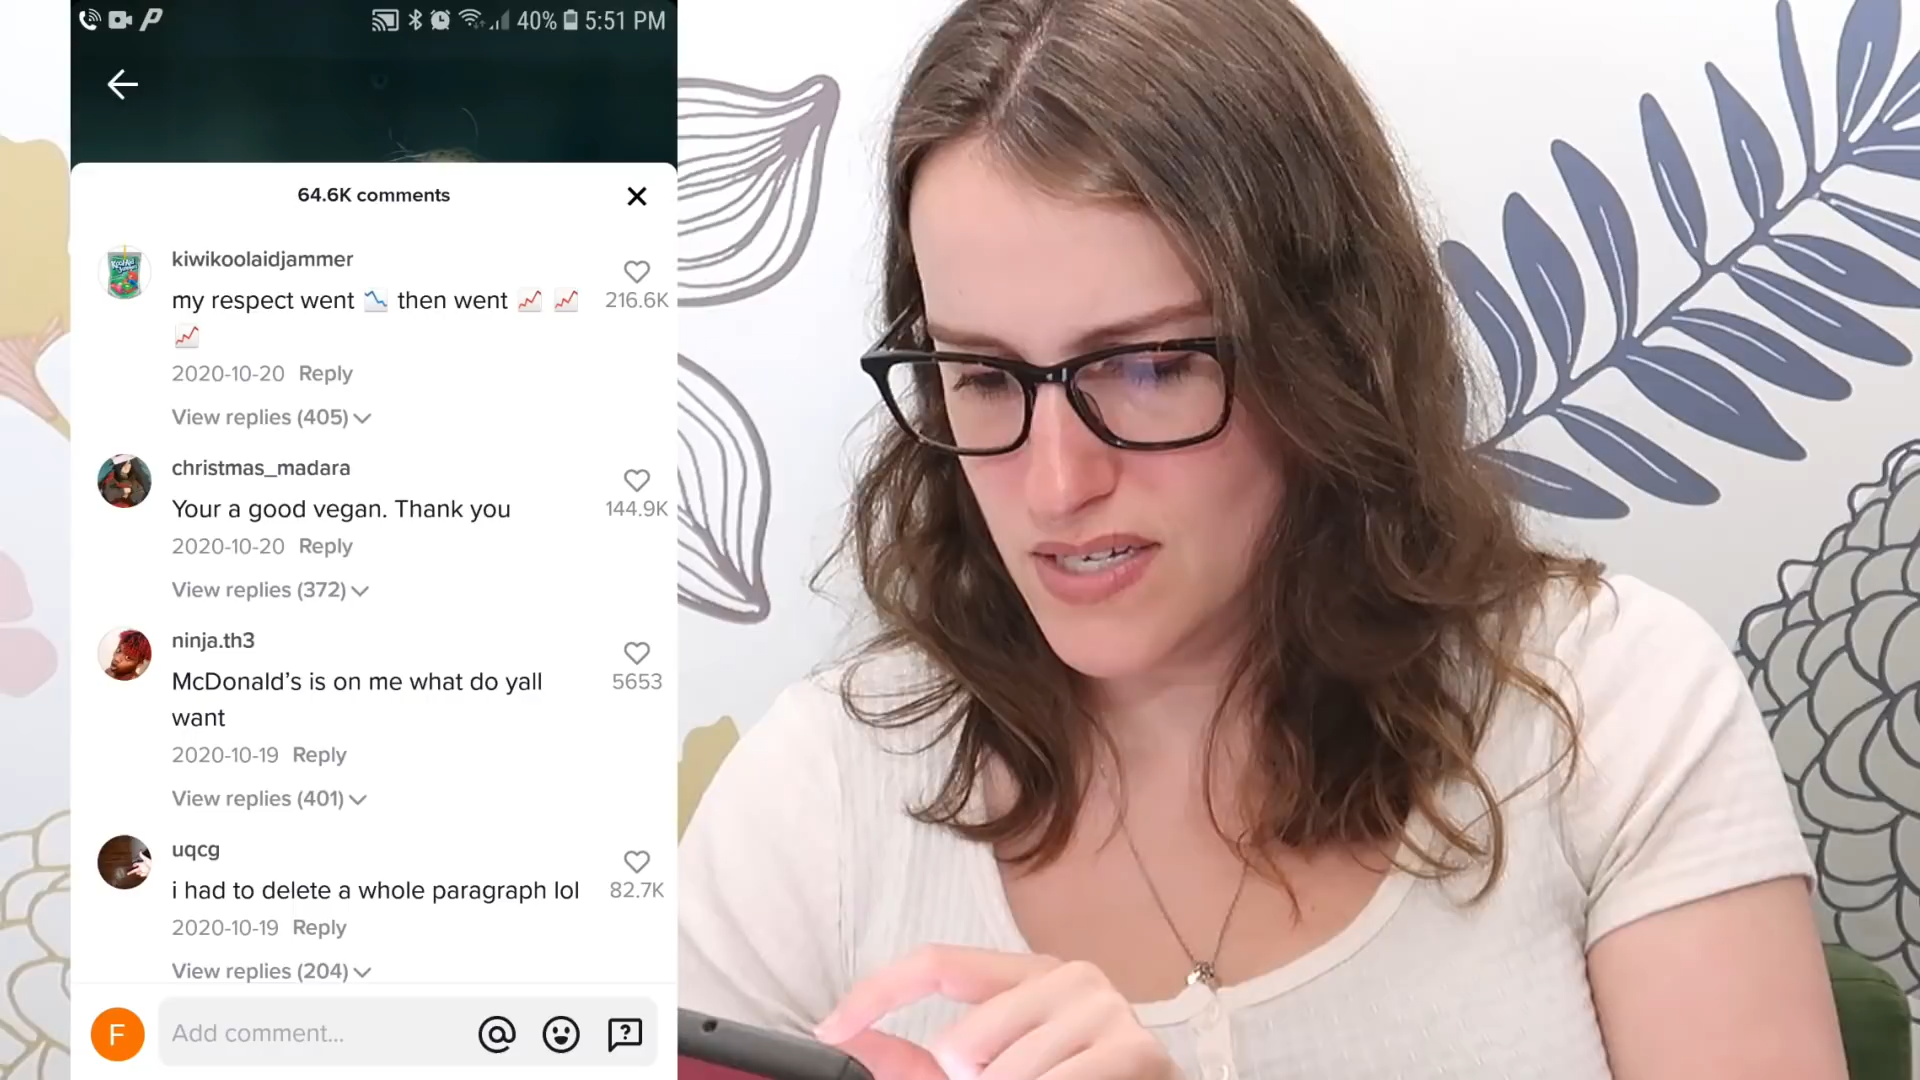 40% 5:51 PM
64.6K comments
kiwikoolaidjammer
my respect went 📉 then went 📈 📈
📈
216.6K
2020-10-20 Reply
View replies (405)
christmas_madara
Your a good vegan. Thank you
144.9K
2020-10-20 Reply
View replies (372)
ninja.th3
McDonald's is on me what do yall
want
5653
2020-10-19 Reply
View replies (401)
uqcg
i had to delete a whole paragraph lol
82.7K
2020-10-19 Reply
View replies (204)
F
Add comment...